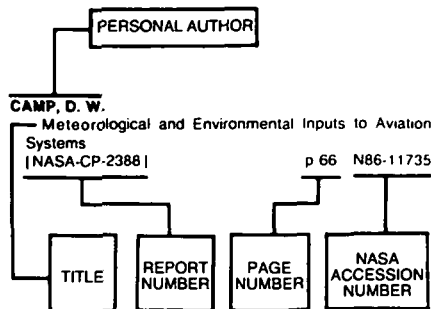 PERSONAL AUTHOR
CAMP, D. W.
Meteorological and Environmental Inputs to Aviation
Systems
[NASA-CP-2388]   p 66   N86-11735
TITLE
REPORT NUMBER
PAGE NUMBER
NASA ACCESSION NUMBER